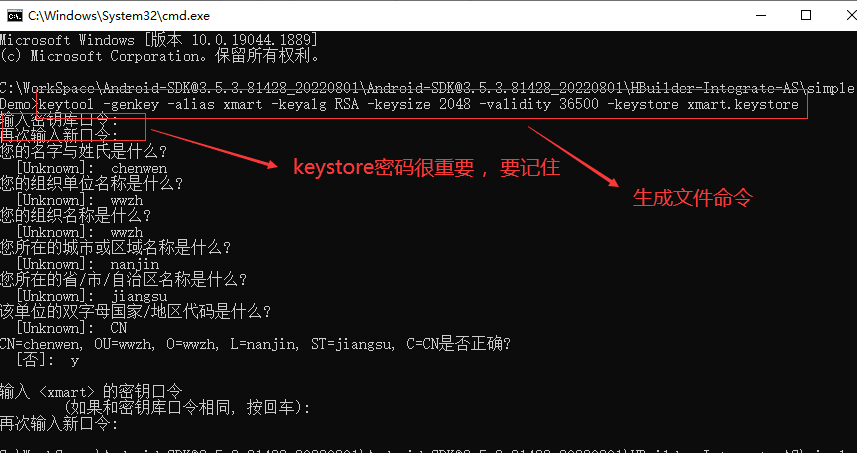 C:\Windows\System32\cmd.exe
Microsoft Windows [版本 10.0.19044.1889]
(c) Microsoft Corporation。保留所有权利。
C:\WorkSpace\Android-SDK@3.5.3.81428_20220801\Android-SDK@3.5.3.81428_20220801\HBuilder-Integrate-AS\simple
Demo>keytool -genkey -alias xmart -keyalg RSA -keysize 2048 -validity 36500 -keystore xmart.keystore
输入密钥库口令:
再次输入新口令:
您的名字与姓氏是什么?
[Unknown]:  chenwen
keystore密码很重要，要记住
您的组织单位名称是什么?
[Unknown]:  wwzh
生成文件命令
您的组织名称是什么?
[Unknown]:  wwzh
您所在的城市或区域名称是什么?
[Unknown]:  nanjin
您所在的省/市/自治区名称是什么?
[Unknown]:  jiangsu
该单位的双字母国家/地区代码是什么?
[Unknown]:  CN
CN=chenwen, OU=wwzh, O=wwzh, L=nanjin, ST=jiangsu, C=CN是否正确?
[否]:  y
输入 <xmart> 的密钥口令
(如果和密钥库口令相同, 按回车):
再次输入新口令: